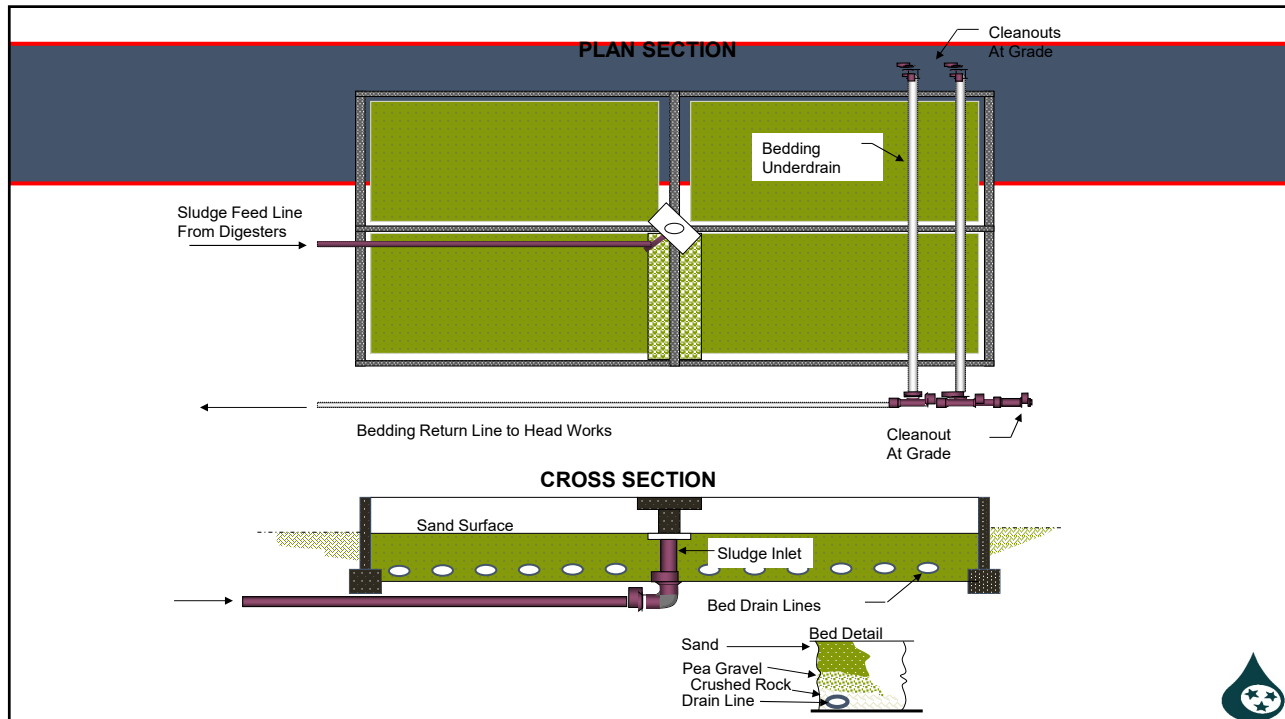 PLAN SECTION
Cleanouts
At Grade
Bedding
Underdrain
Sludge Feed Line
From Digesters
Bedding Return Line to Head Works
Cleanout
At Grade
CROSS SECTION
Sand Surface
Sludge Inlet
Bed Drain Lines
Bed Detail
Sand
Pea Gravel
Crushed Rock
Drain Line